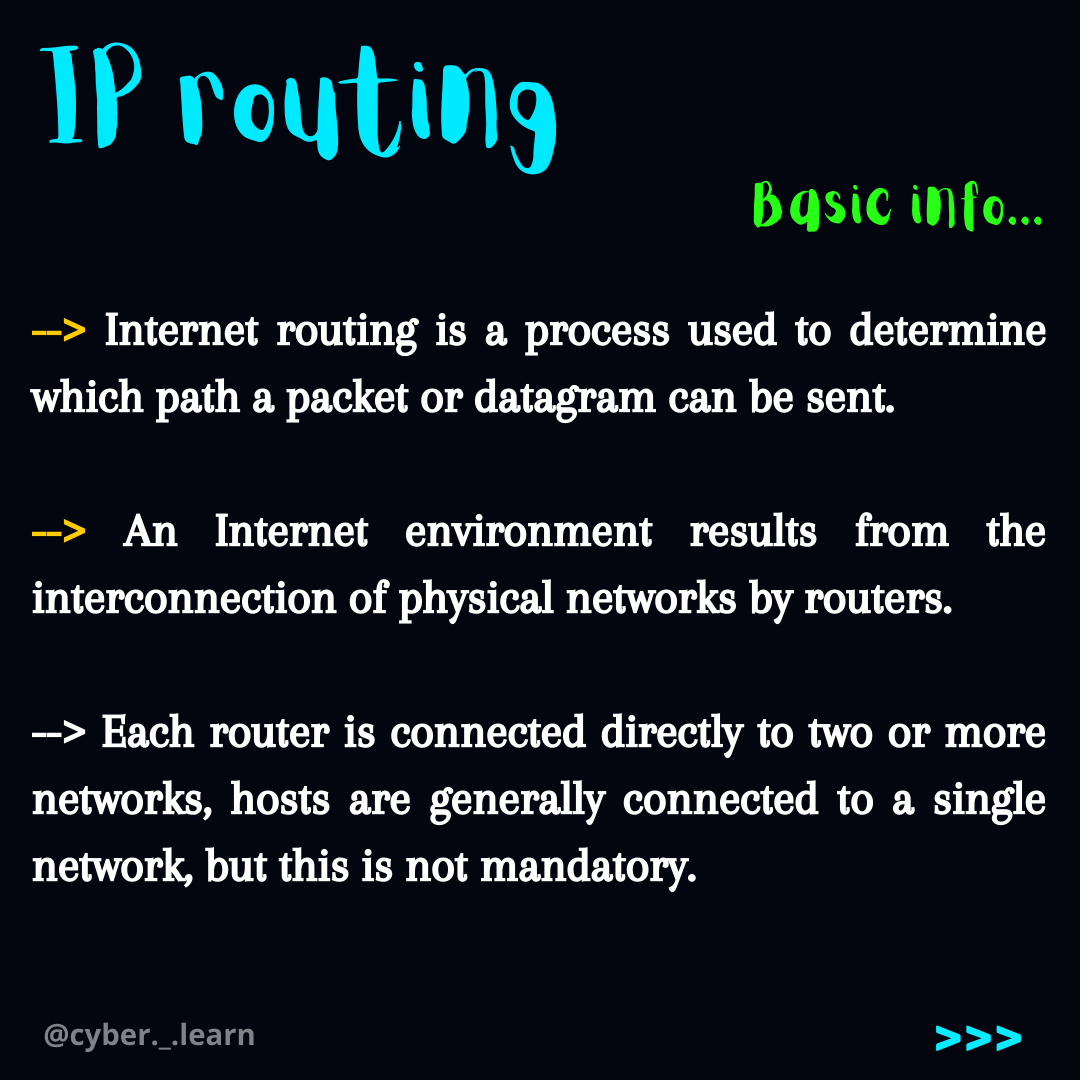 IP routing
Basic info...
--> Internet routing is a process used to determine
which path a packet or datagram can be sent.
--> An Internet environment results from the
interconnection of physical networks by routers.
--> Each router is connected directly to two or more
networks, hosts are generally connected to a single
network, but this is not mandatory.
@cyber._.learn
>>>